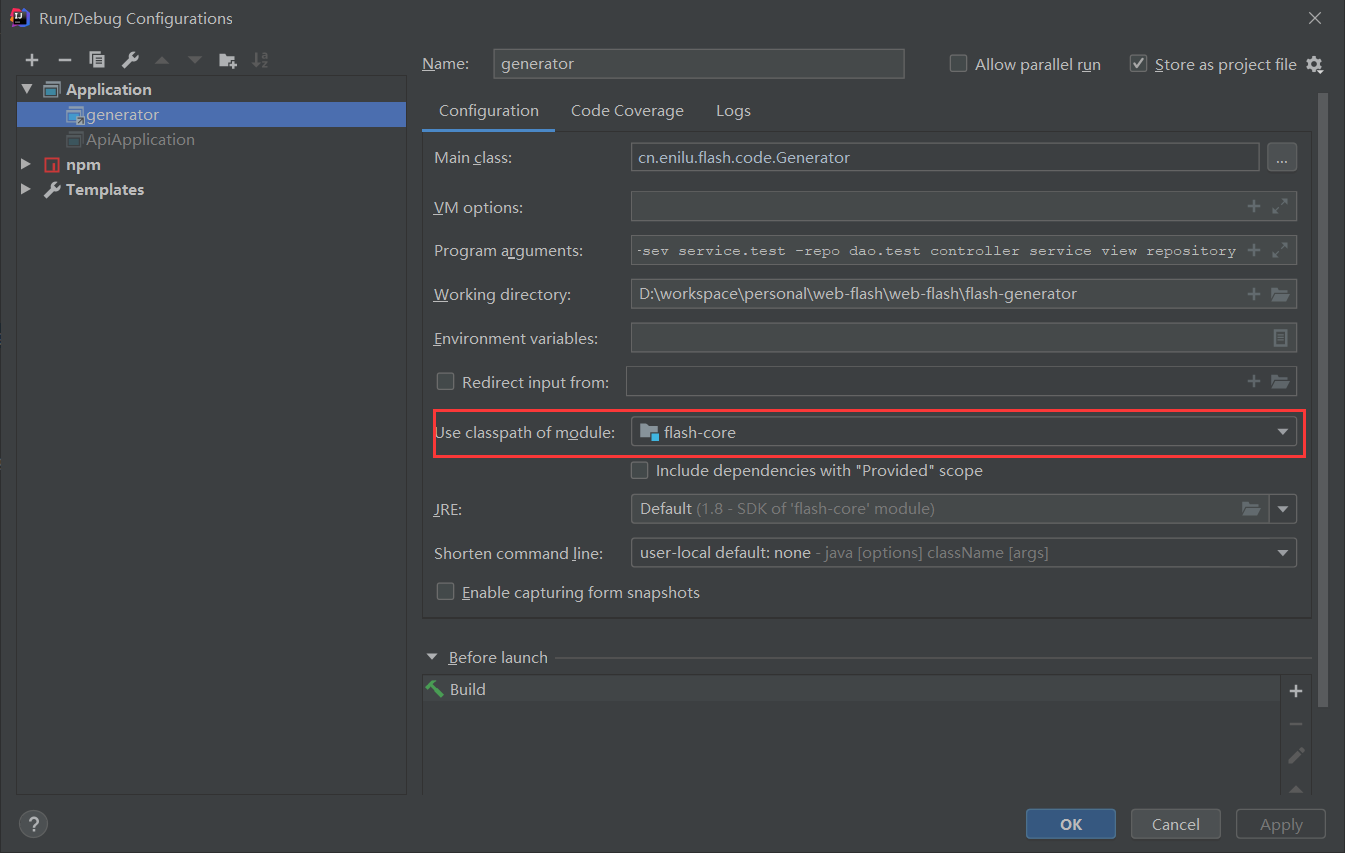 Run/Debug Configurations
Application
generator
ApiApplication
npm
Templates
Name: generator
Allow parallel run
Store as project file
Configuration Code Coverage Logs
Main class: cn.enilu.flash.code.Generator ...
VM options:
Program arguments: -sev service.test -repo dao.test controller service view repository
Working directory: D:\workspace\personal\web-flash\web-flash\flash-generator
Environment variables:
Redirect input from:
Use classpath of module: flash-core
Include dependencies with "Provided" scope
JRE: Default (1.8 - SDK of 'flash-core' module)
Shorten command line: user-local default: none - java [options] className [args]
Enable capturing form snapshots
Before launch
Build
? OK Cancel Apply